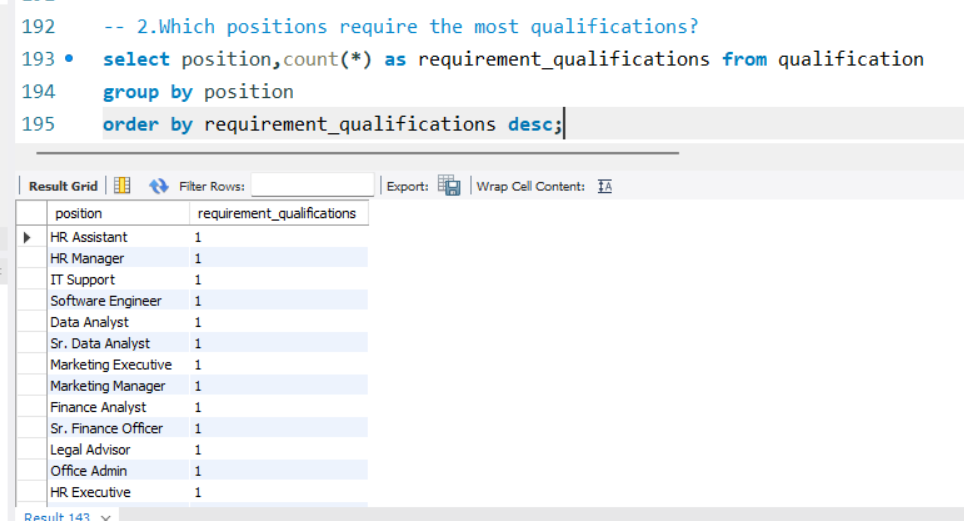 192 -- 2.Which positions require the most qualifications?
193 select position,count(*) as requirement_qualifications from qualification
194 group by position
195 order by requirement_qualifications desc;
Result Grid Filter Rows: Export: Wrap Cell Content: IA
position requirement_qualifications
HR Assistant 1
HR Manager 1
IT Support 1
Software Engineer 1
Data Analyst 1
Sr. Data Analyst 1
Marketing Executive 1
Marketing Manager 1
Finance Analyst 1
Sr. Finance Officer 1
Legal Advisor 1
Office Admin 1
HR Executive 1
Result 143